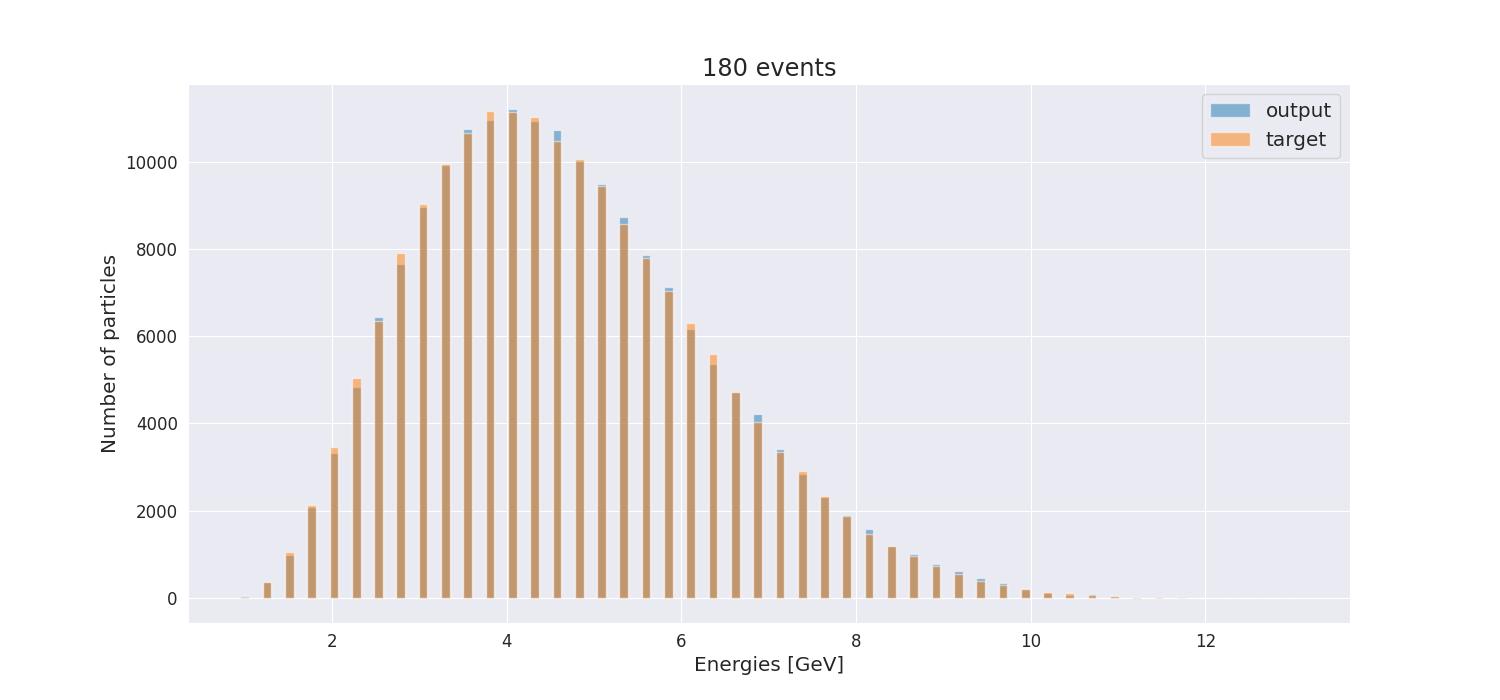 180 events
output
target
10000
8000
6000
4000
2000
0
Number of particles
2 4 6 8 10 12
Energies [GeV]